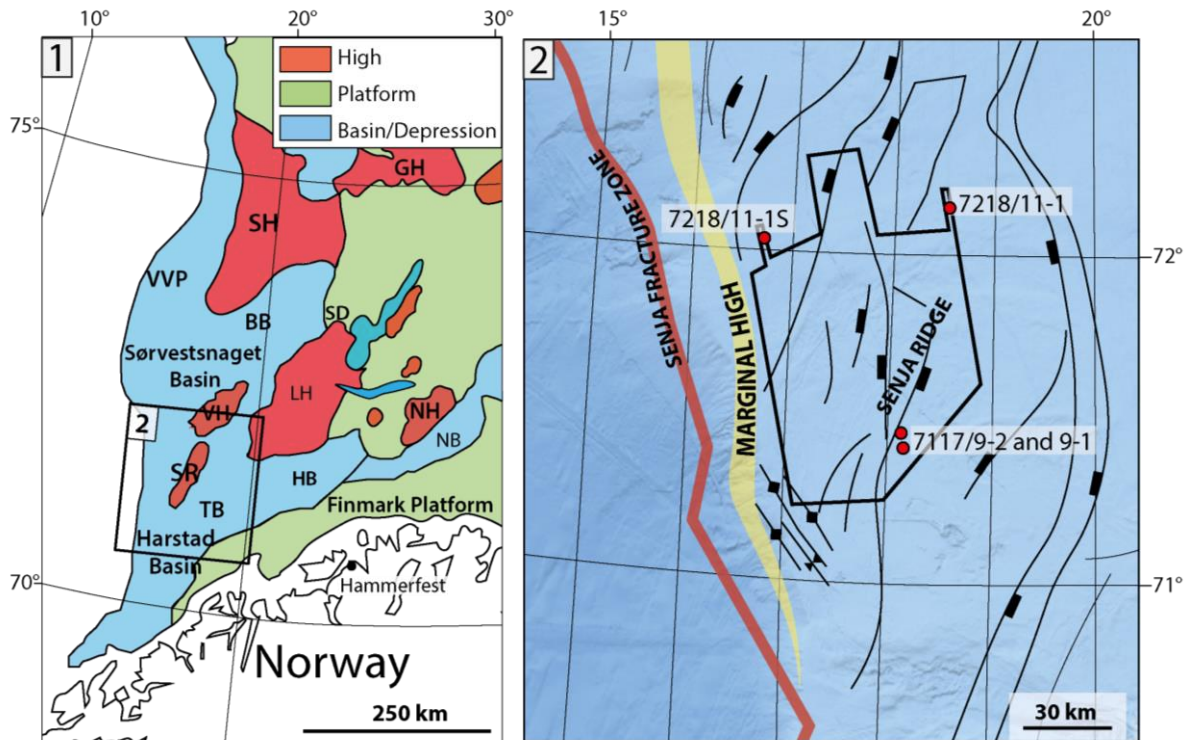 10°
20°
30°
1
High
Platform
Basin/Depression
75°
GH
SH
VVP
BB
SD
Sørvestsnaget
Basin
LH
VH
NH
2
NB
SR
HB
TB
Finmark Platform
Harstad
Basin
70°
Hammerfest
Norway
250 km
15°
20°
2
SENJA FRACTURE ZONE
7218/11-1S
7218/11-1
72°
MARGINAL HIGH
SENJA RIDGE
7117/9-2 and 9-1
71°
30 km